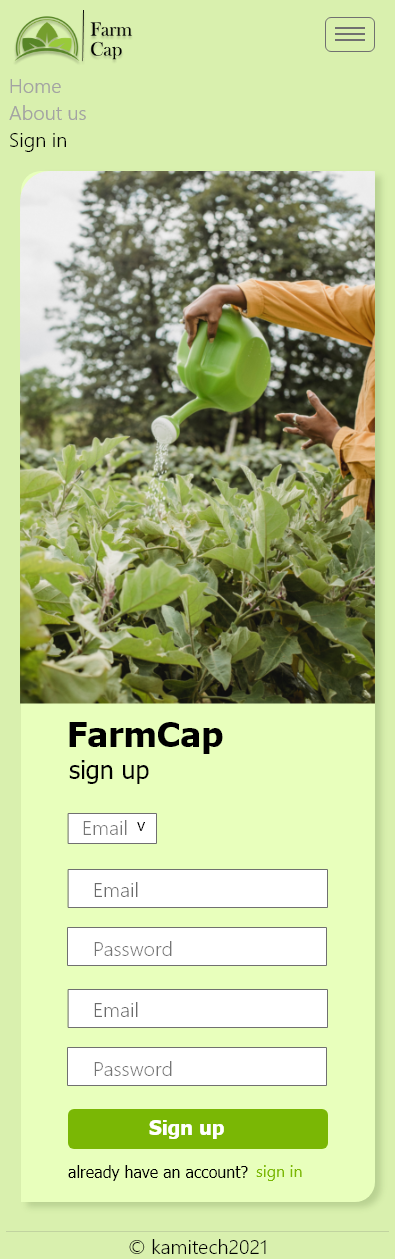 Farm
Cap
Home
About us
Sign in
FarmCap
sign up
Email v
Email
Password
Email
Password
Sign up
already have an account? sign in
© kamitech2021